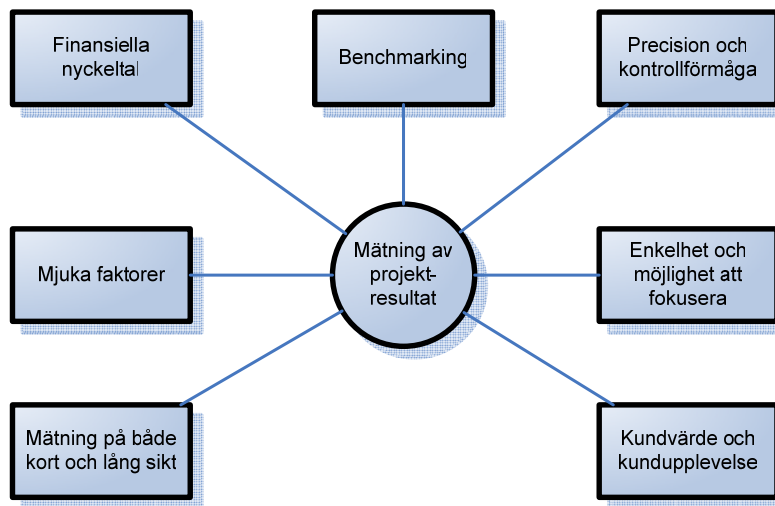 Finansiella
nyckeltal
Benchmarking
Precision och
kontrollförmåga
Mjuka faktorer
Mätning av
projekt-
resultat
Enkelhet och
möjlighet att
fokusera
Mätning på både
kort och lång sikt
Kundvärde och
kundupplevelse